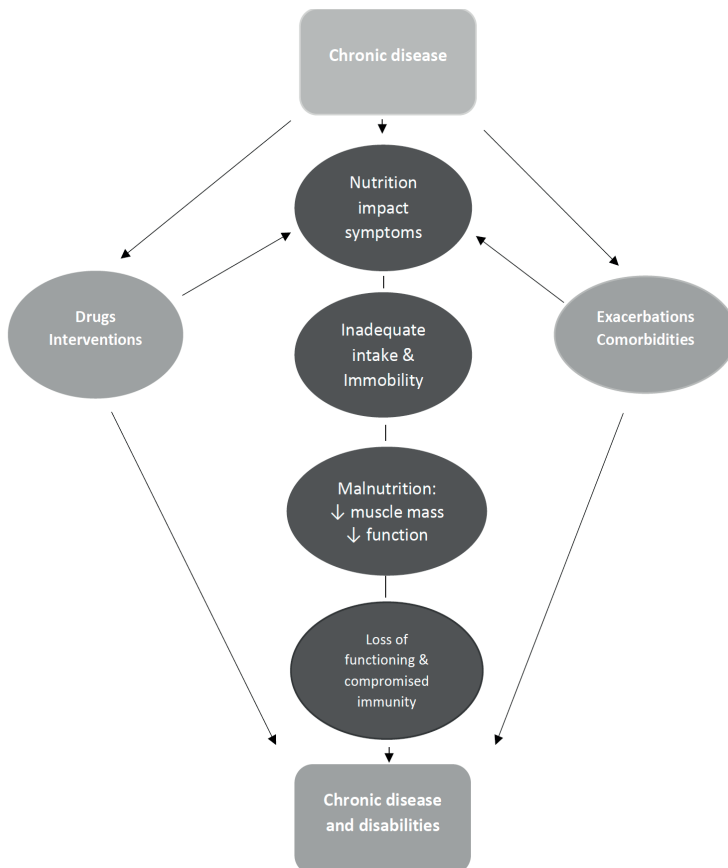 Chronic disease
Nutrition
impact
symptoms
Drugs
Interventions
Exacerbations
Comorbidities
Inadequate
intake &
Immobility
Malnutrition:
↓ muscle mass
↓ function
Loss of
functioning &
compromised
immunity
Chronic disease
and disabilities